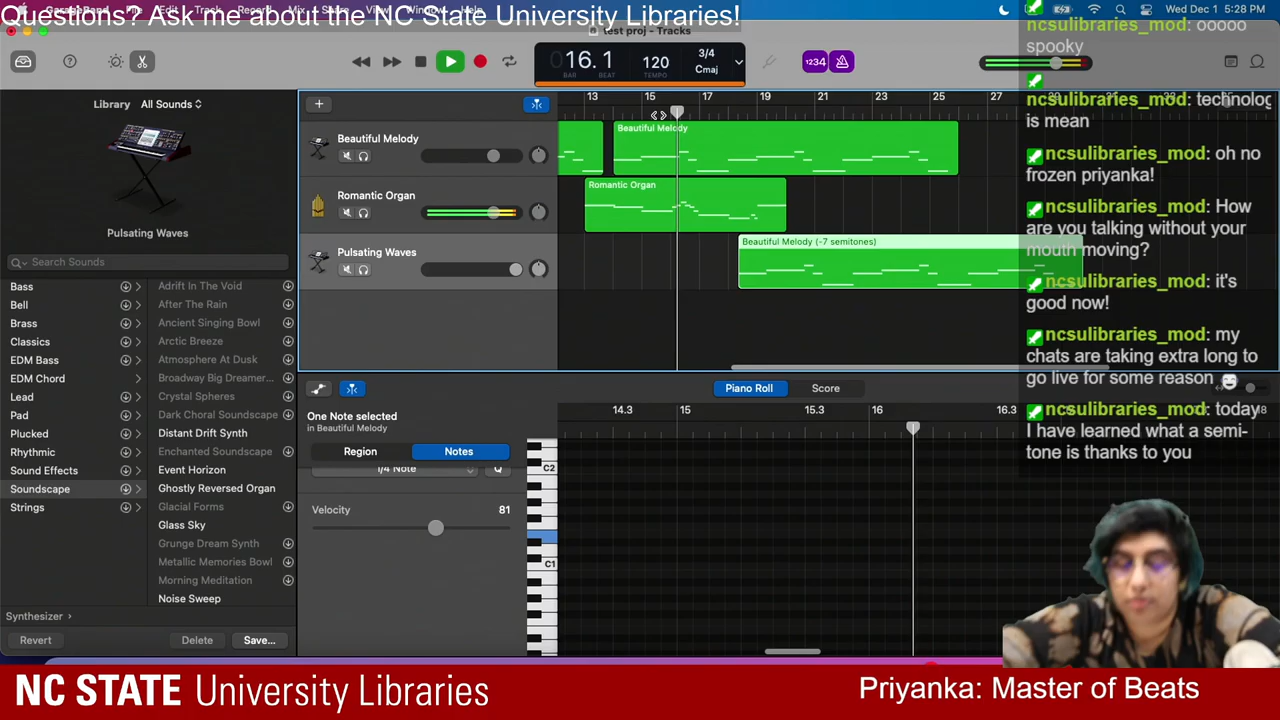 Questions? Ask me about the NC State University Libraries!
Wed Dec 1 5:28 PM
test proj - Tracks
016. 1
BAR BEAT
120
TEMPO
3/4
Cmaj
1234
Library All Sounds
Pulsating Waves
Search Sounds
Bass
Bell
Brass
Classics
EDM Bass
EDM Chord
Lead
Pad
Plucked
Rhythmic
Sound Effects
Soundscape
Strings
Adrift In The Void
After The Rain
Ancient Singing Bowl
Arctic Breeze
Atmosphere At Dusk
Broadway Big Dreamer...
Crystal Spheres
Dark Choral Soundscape
Distant Drift Synth
Enchanted Soundscape
Event Horizon
Ghostly Reversed Organ
Glacial Forms
Glass Sky
Grunge Dream Synth
Metallic Memories Bowl
Morning Meditation
Noise Sweep
Synthesizer
Revert Delete Save...
13 15 17 19 21 23 25 27
Beautiful Melody
Romantic Organ
Pulsating Waves
Beautiful Melody
Romantic Organ
Beautiful Melody (-7 semitones)
Piano Roll Score
One Note selected
in Beautiful Melody
Region Notes
1/4 Note Q
Velocity 81
14.3 15 15.3 16 16.3
C2
C1
ncsulibraries_mod: ooooo
spooky
ncsulibraries_mod: technolog
is mean
ncsulibraries_mod: oh no
frozen priyanka!
ncsulibraries_mod: How
are you talking without your
mouth moving?
ncsulibraries_mod: it's
good now!
ncsulibraries_mod: my
chats are taking extra long to
go live for some reason
ncsulibraries_mod: today
I have learned what a semi-
tone is thanks to you
NC STATE University Libraries
Priyanka: Master of Beats